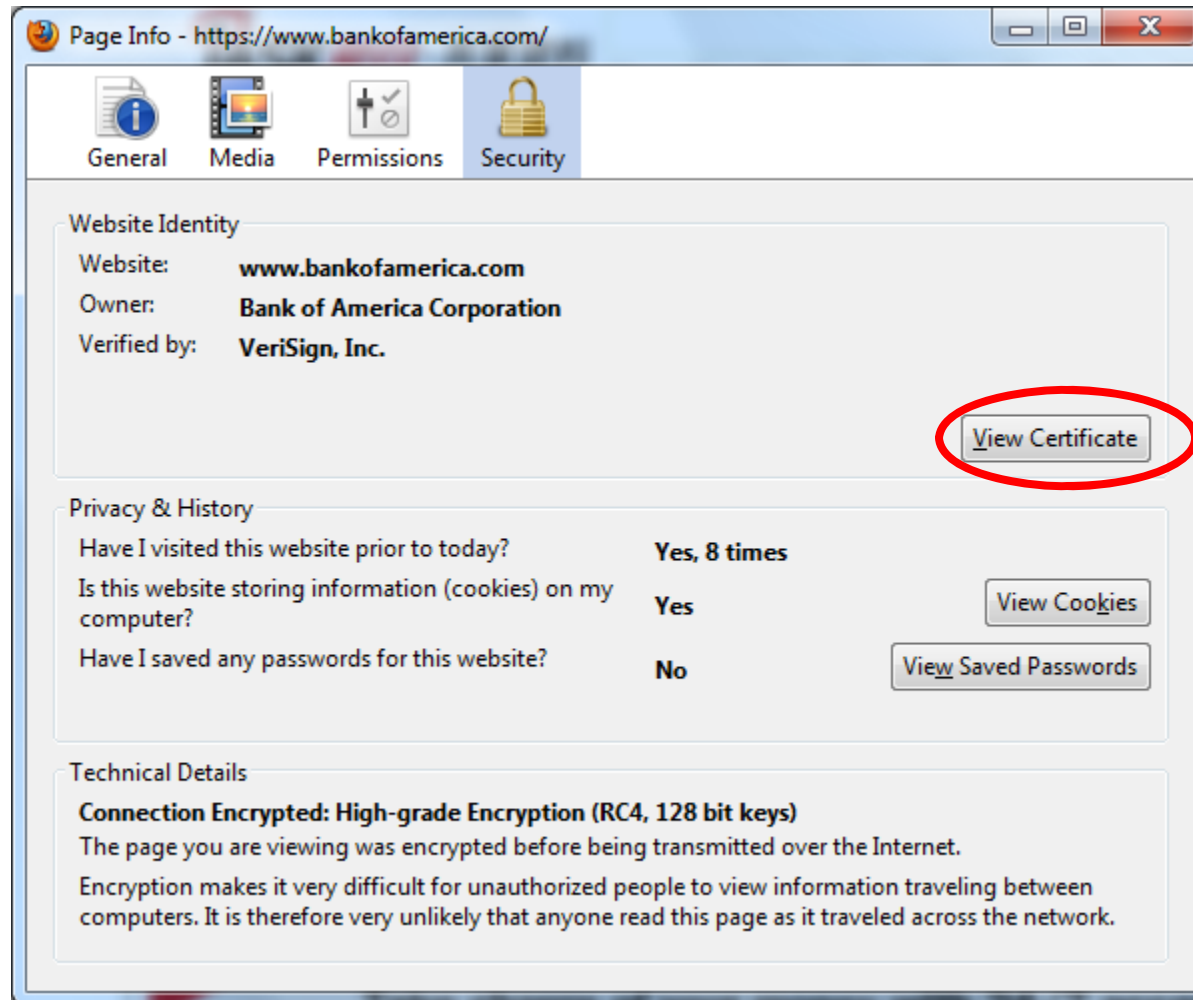 Page Info - https://www.bankofamerica.com/
General Media Permissions Security
Website Identity
Website: www.bankofamerica.com
Owner: Bank of America Corporation
Verified by: VeriSign, Inc.
View Certificate
Privacy & History
Have I visited this website prior to today? Yes, 8 times
Is this website storing information (cookies) on my
computer?
Yes View Cookies
Have I saved any passwords for this website? No View Saved Passwords
Technical Details
Connection Encrypted: High-grade Encryption (RC4, 128 bit keys)
The page you are viewing was encrypted before being transmitted over the Internet.
Encryption makes it very difficult for unauthorized people to view information traveling between
computers. It is therefore very unlikely that anyone read this page as it traveled across the network.